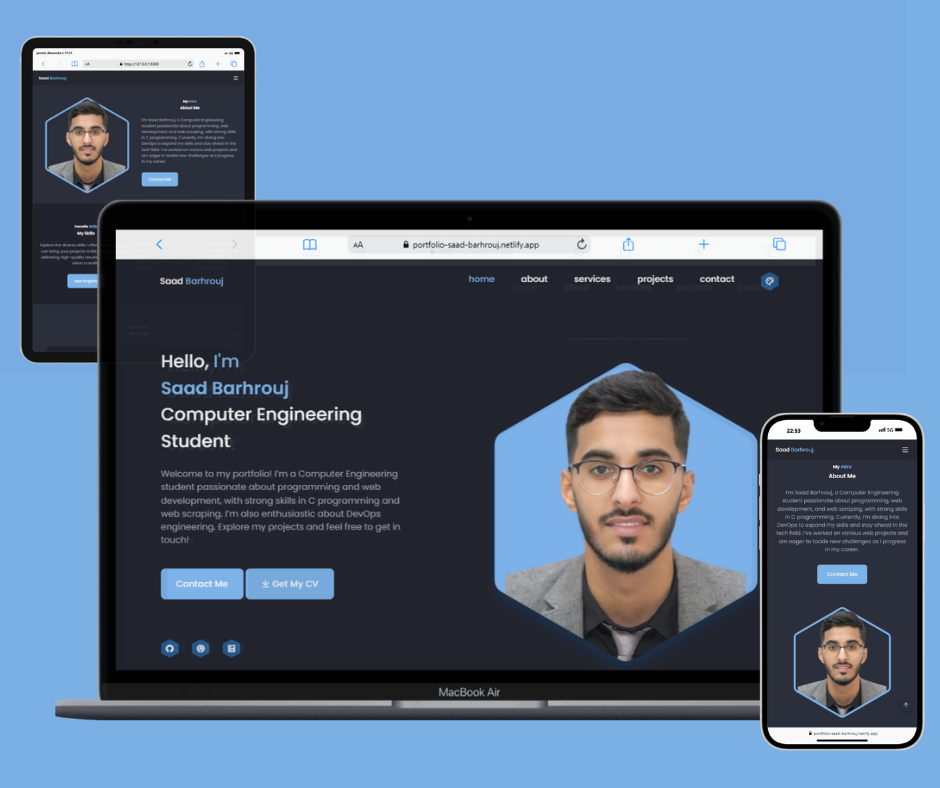 Saad Barhrouj
My Intro
About Me
I'm Saad Barhrouj, a Computer Engineering
student passionate about programming, web
development, and web scraping, with strong skills
in C programming. Currently, I'm diving into
DevOps to expand my skills and stay ahead in the
tech field. I've worked on various web projects and
am eager to tackle new challenges as I progress
in my career.
Contact Me
My Skills
AA
portfolio-saad-barhrouj.netlify.app
Saad Barhrouj
home about services projects contact
Hello, I'm
Saad Barhrouj
Computer Engineering
Student
Welcome to my portfolio! I'm a Computer Engineering
student passionate about programming and web
development, with strong skills in C programming and
web scraping. I'm also enthusiastic about DevOps
engineering. Explore my projects and feel free to get in
touch!
Contact Me
Get My CV
MacBook Air
22:53
5G
Saad Barhrouj
My Intro
About Me
I'm Saad Barhrouj, a Computer Engineering
student passionate about programming, web
development, and web scraping, with strong skills
in C programming. Currently, I'm diving into
DevOps to expand my skills and stay ahead in the
tech field. I've worked on various web projects and
am eager to tackle new challenges as I progress
in my career.
Contact Me
portfolio-saad-barhrouj.netlify.app